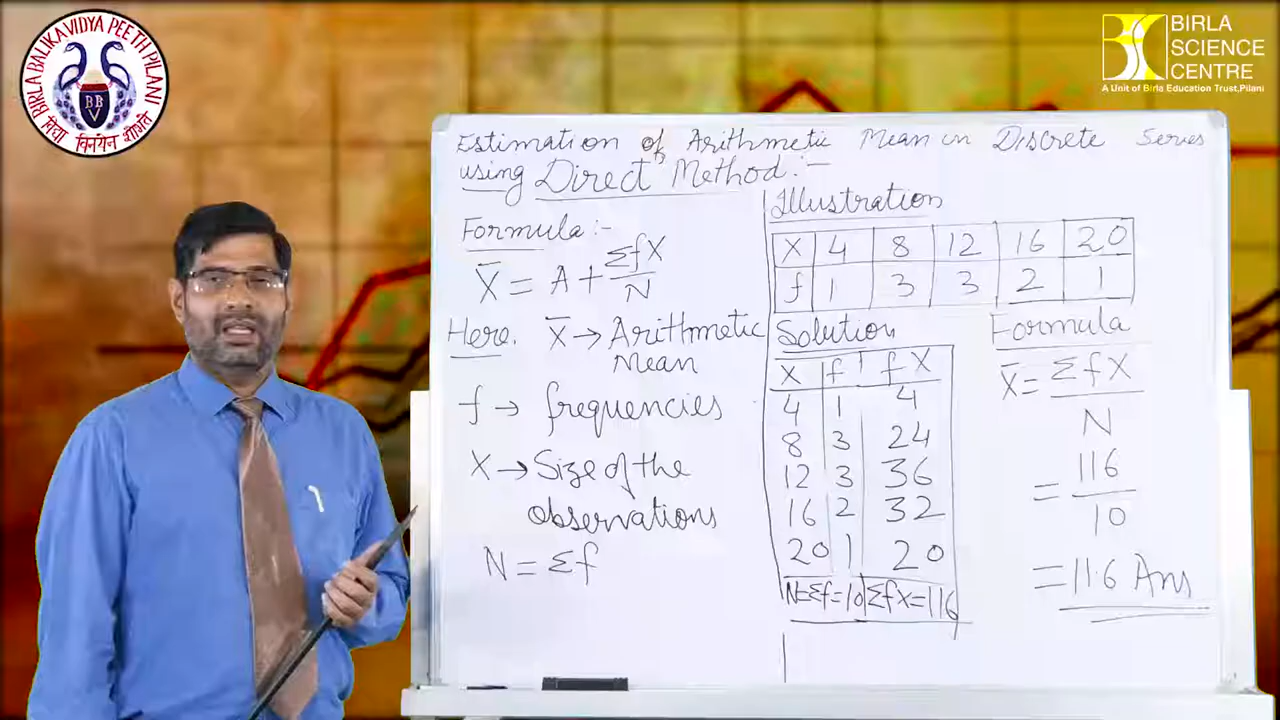 BIRLA BALIKA VIDYA PEETH PILANI
BB
V
विद्या विनयेन शोभते
BIRLA
SCIENCE
CENTRE
A Unit of Birla Education Trust,Pilani
Estimation of Arithmetic Mean in Discrete Series
using Direct Method :-
Formula :-
X̄ = A + ΣfX / N
Here, X̄ → Arithmetic
Mean
f → frequencies
X → Size of the
observations
N = Σf
Illustration
X 4 8 12 16 20
f 1 3 3 2 1
Solution
X f fX
4 1 4
8 3 24
12 3 36
16 2 32
20 1 20
N=Σf=10 ΣfX=116
Formula
X̄ = ΣfX
N
= 116
10
= 11.6 Ans